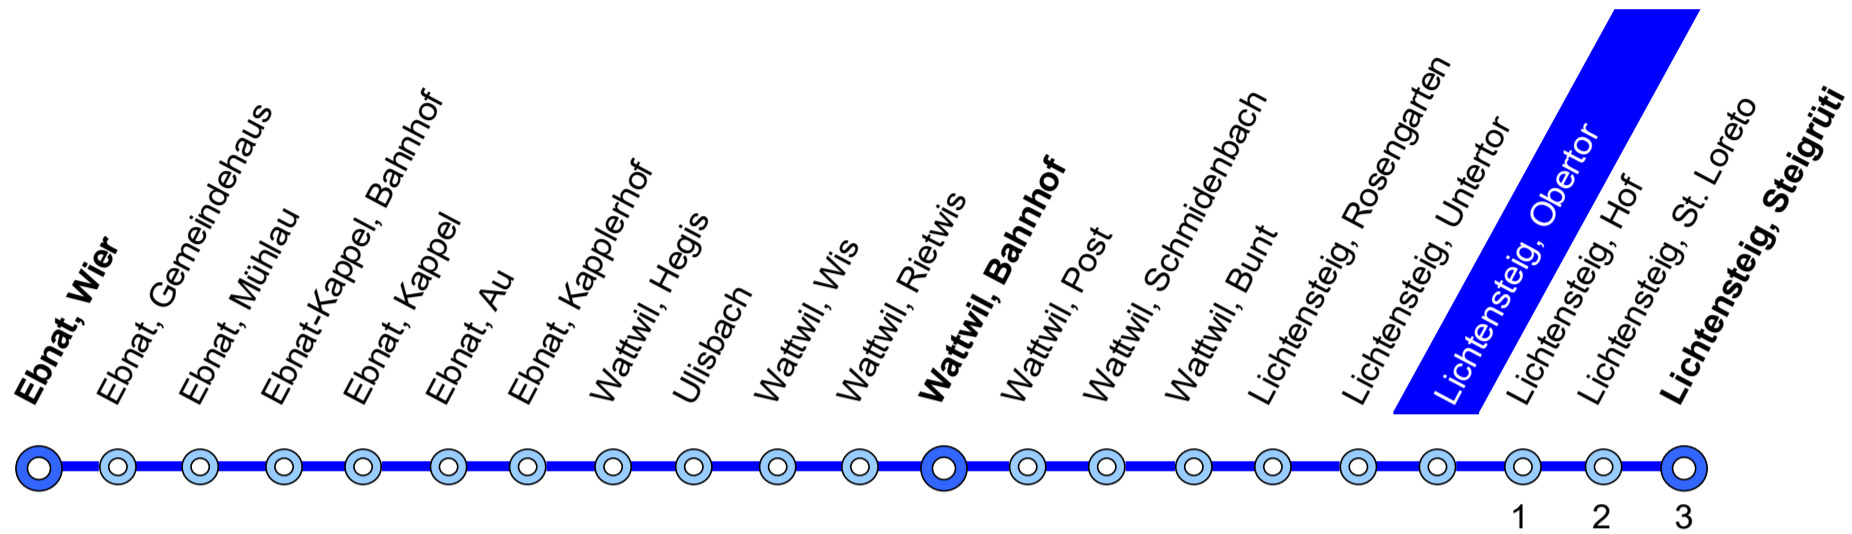 Ebnat, Wier
Ebnat, Gemeindehaus
Ebnat, Mühlau
Ebnat-Kappel, Bahnhof
Ebnat, Kappel
Ebnat, Au
Ebnat, Kapplerhof
Wattwil, Hegis
Ulisbach
Wattwil, Wis
Wattwil, Rietwis
Wattwil, Bahnhof
Wattwil, Post
Wattwil, Schmidenbach
Wattwil, Bunt
Lichtensteig, Rosengarten
Lichtensteig, Untertor
Lichtensteig, Obertor
Lichtensteig, Hof
Lichtensteig, St. Loreto
Lichtensteig, Steigrüti
1 2 3